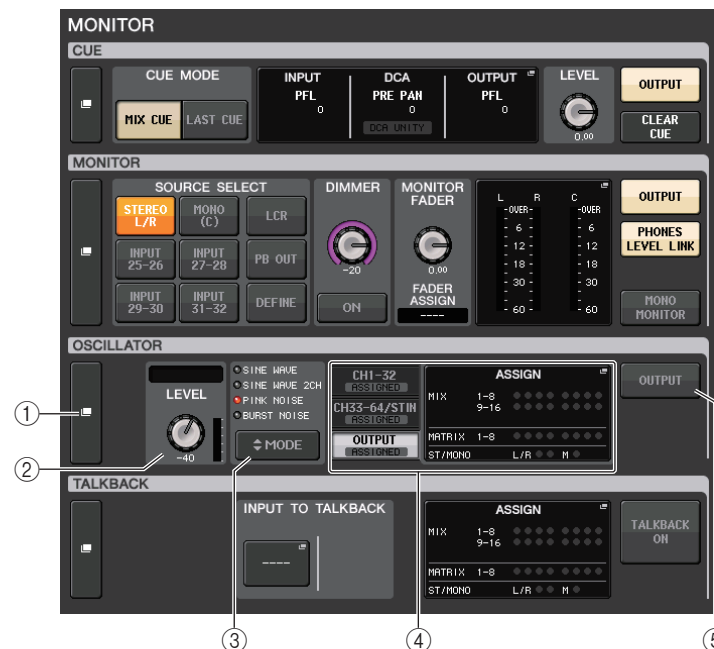 MONITOR
CUE
CUE MODE
MIX CUE
LAST CUE
INPUT
PFL
0
DCA
PRE PAN
0
DCA UNITY
OUTPUT
PFL
0
LEVEL
0.00
OUTPUT
CLEAR
CUE
MONITOR
SOURCE SELECT
STEREO
L/R
MONO
(C)
LCR
INPUT
25-26
INPUT
27-28
PB OUT
INPUT
29-30
INPUT
31-32
DEFINE
DIMMER
-20
ON
MONITOR
FADER
0.00
FADER
ASSIGN
----
L R C
-OVER- -OVER
- 6 - - 6
- 12 - - 12
- 18 - - 18
- 30 - - 30
- 60 - - 60
OUTPUT
PHONES
LEVEL LINK
MONO
MONITOR
OSCILLATOR
LEVEL
-40
SINE WAVE
SINE WAVE 2CH
PINK NOISE
BURST NOISE
MODE
CH1-32
ASSIGNED
CH33-64/STIN
ASSIGNED
OUTPUT
ASSIGNED
ASSIGN
MIX 1-8
9-16
MATRIX 1-8
ST/MONO L/R M
OUTPUT
① 
②
TALKBACK
INPUT TO TALKBACK
----
ASSIGN
MIX 1-8
9-16
MATRIX 1-8
ST/MONO L/R M
TALKBACK
ON
③ ④ ⑤